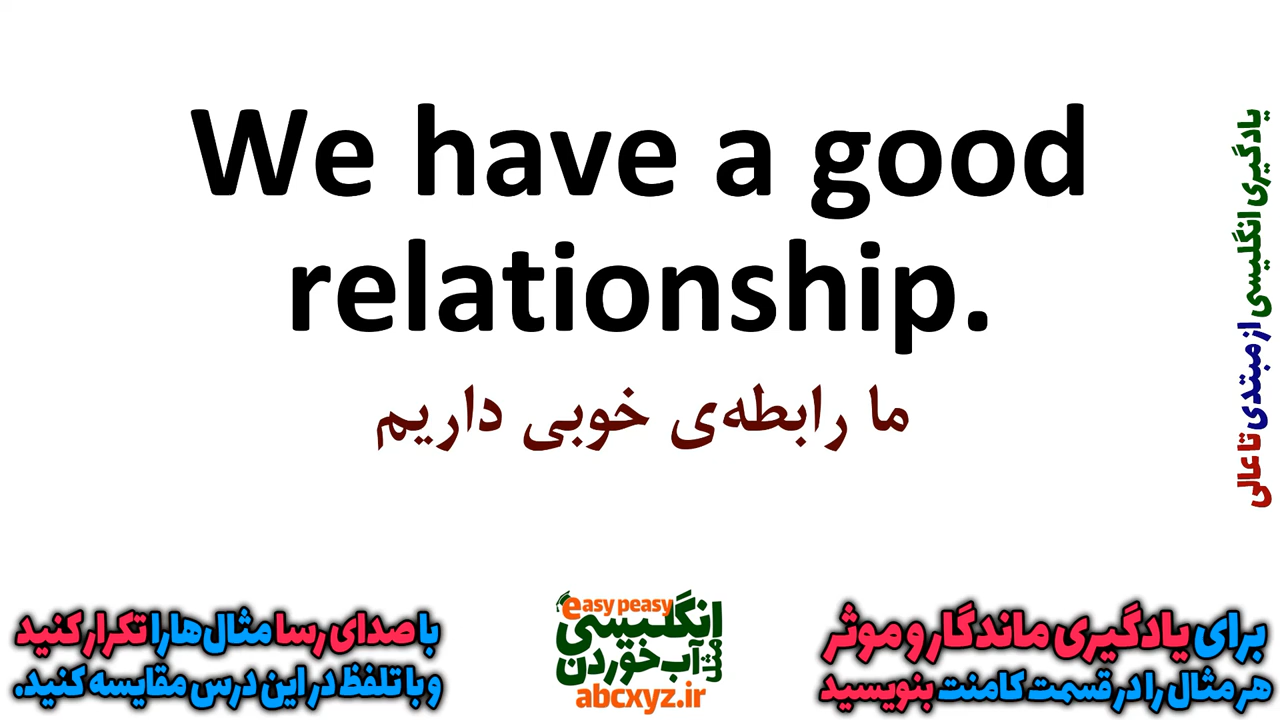 We have a good
relationship.
ما رابطه‌ی خوبی داریم
یادگیری انگلیسی از مبتدی تا عالی
برای یادگیری ماندگار و موثر
هر مثال را در قسمت کامنت بنویسید
easy peasy
انگلیسی
مثل
آب خوردن
abcxyz.ir
با صدای رسا مثال‌ها را تکرار کنید
و با تلفظ در این درس مقایسه کنید.